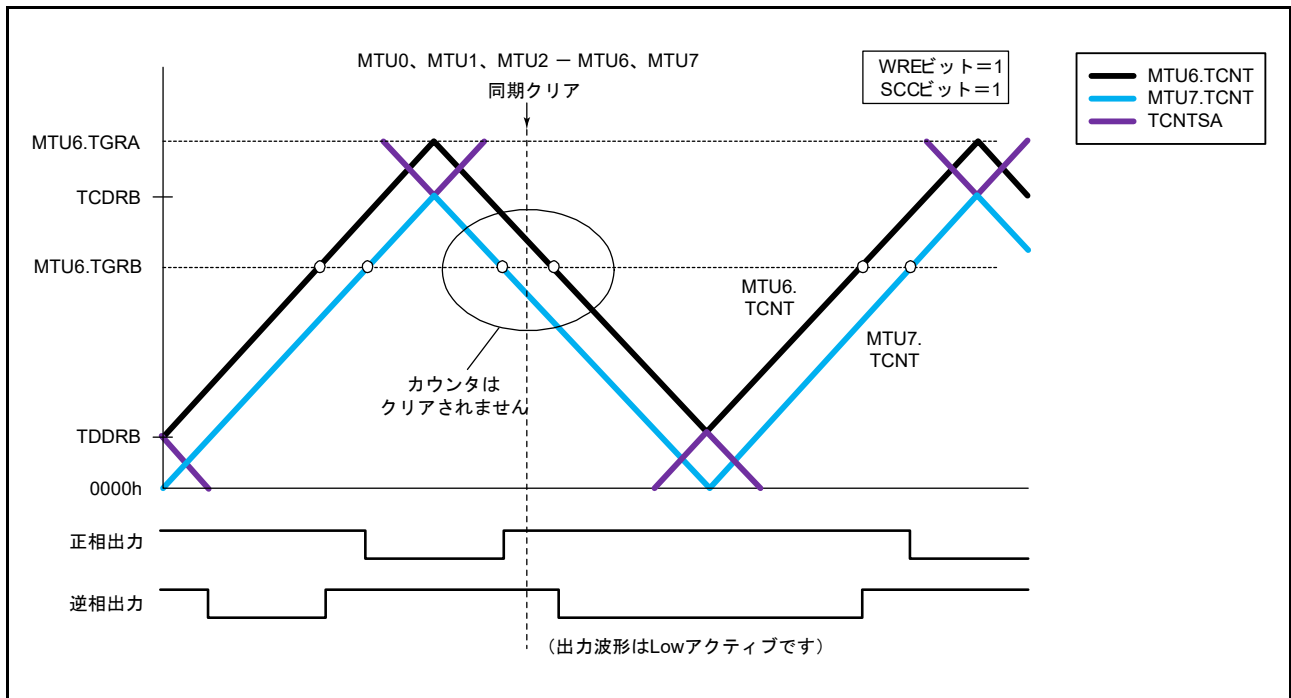 MTU0、MTU1、MTU2 － MTU6、MTU7
同期クリア
WREビット＝1
SCCビット＝1
MTU6.TCNT
MTU7.TCNT
TCNTSA
MTU6.TGRA
TCDRB
MTU6.TGRB
TDDRB
0000h
MTU6.
TCNT
MTU7.
TCNT
カウンタは
クリアされません
正相出力
逆相出力
（出力波形はLowアクティブです）